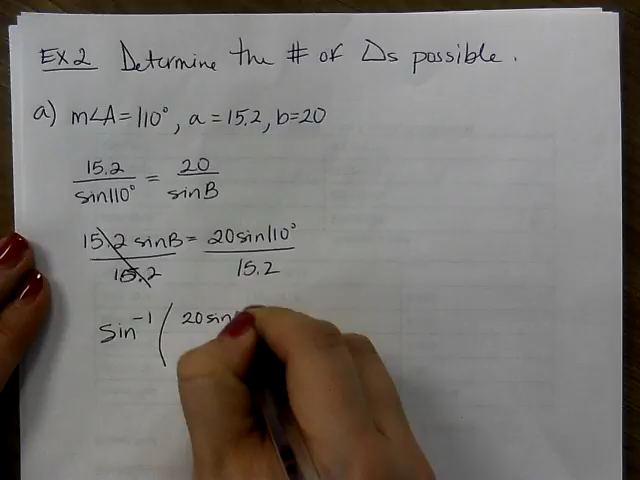 Ex 2 Determine the # of Δs possible.
a) m∠A = 110°, a = 15.2, b = 20
15.2 / sin110° = 20 / sinB
15.2 sinB / 15.2 = 20sin110° / 15.2
sin⁻¹ ( 20sin